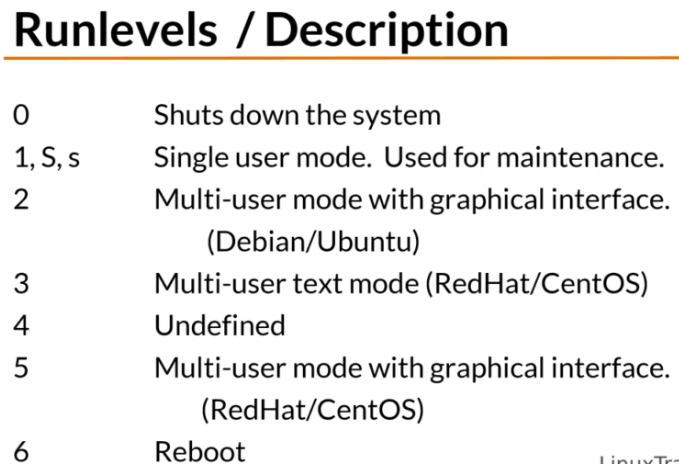 Runlevels / Description
0 Shuts down the system
1, S, s Single user mode. Used for maintenance.
2 Multi-user mode with graphical interface.
(Debian/Ubuntu)
3 Multi-user text mode (RedHat/CentOS)
4 Undefined
5 Multi-user mode with graphical interface.
(RedHat/CentOS)
6 Reboot